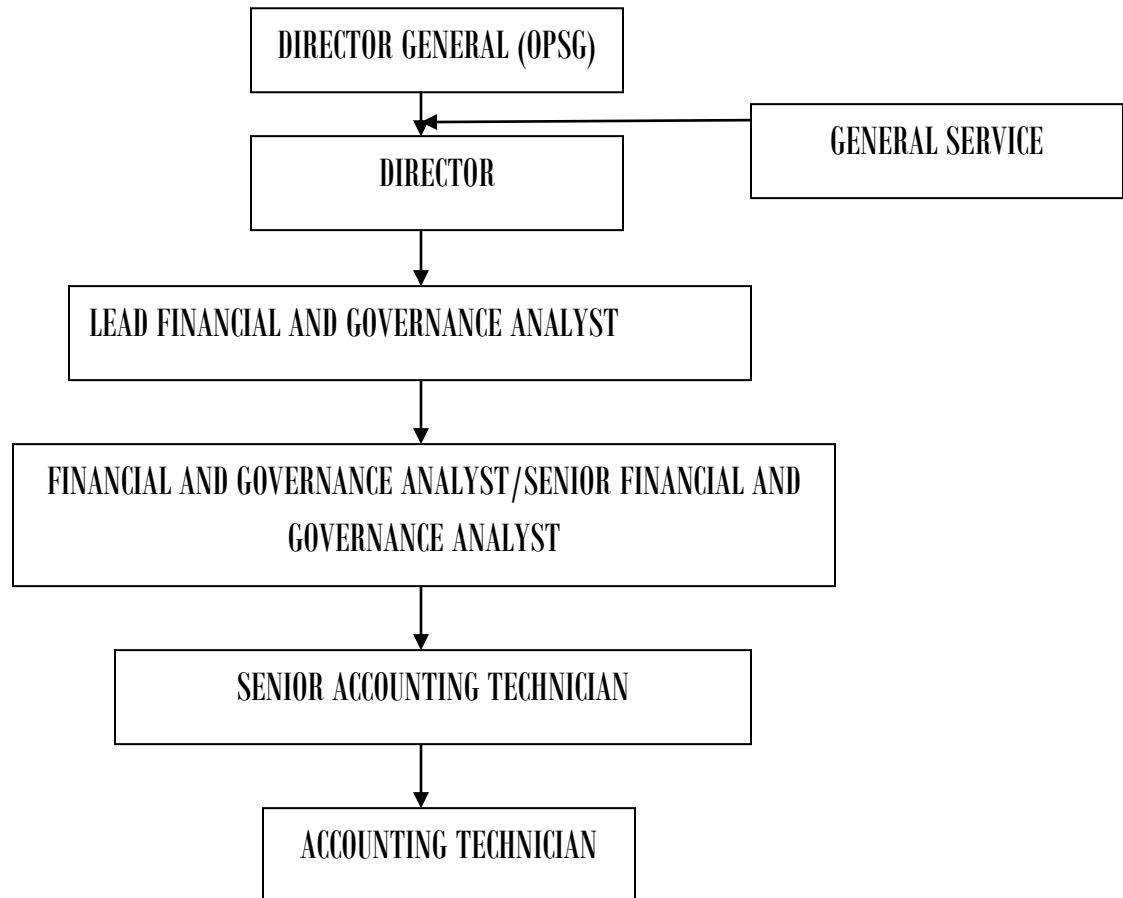 DIRECTOR GENERAL (OPSG)
GENERAL SERVICE
DIRECTOR
LEAD FINANCIAL AND GOVERNANCE ANALYST
FINANCIAL AND GOVERNANCE ANALYST/SENIOR FINANCIAL AND
GOVERNANCE ANALYST
SENIOR ACCOUNTING TECHNICIAN
ACCOUNTING TECHNICIAN